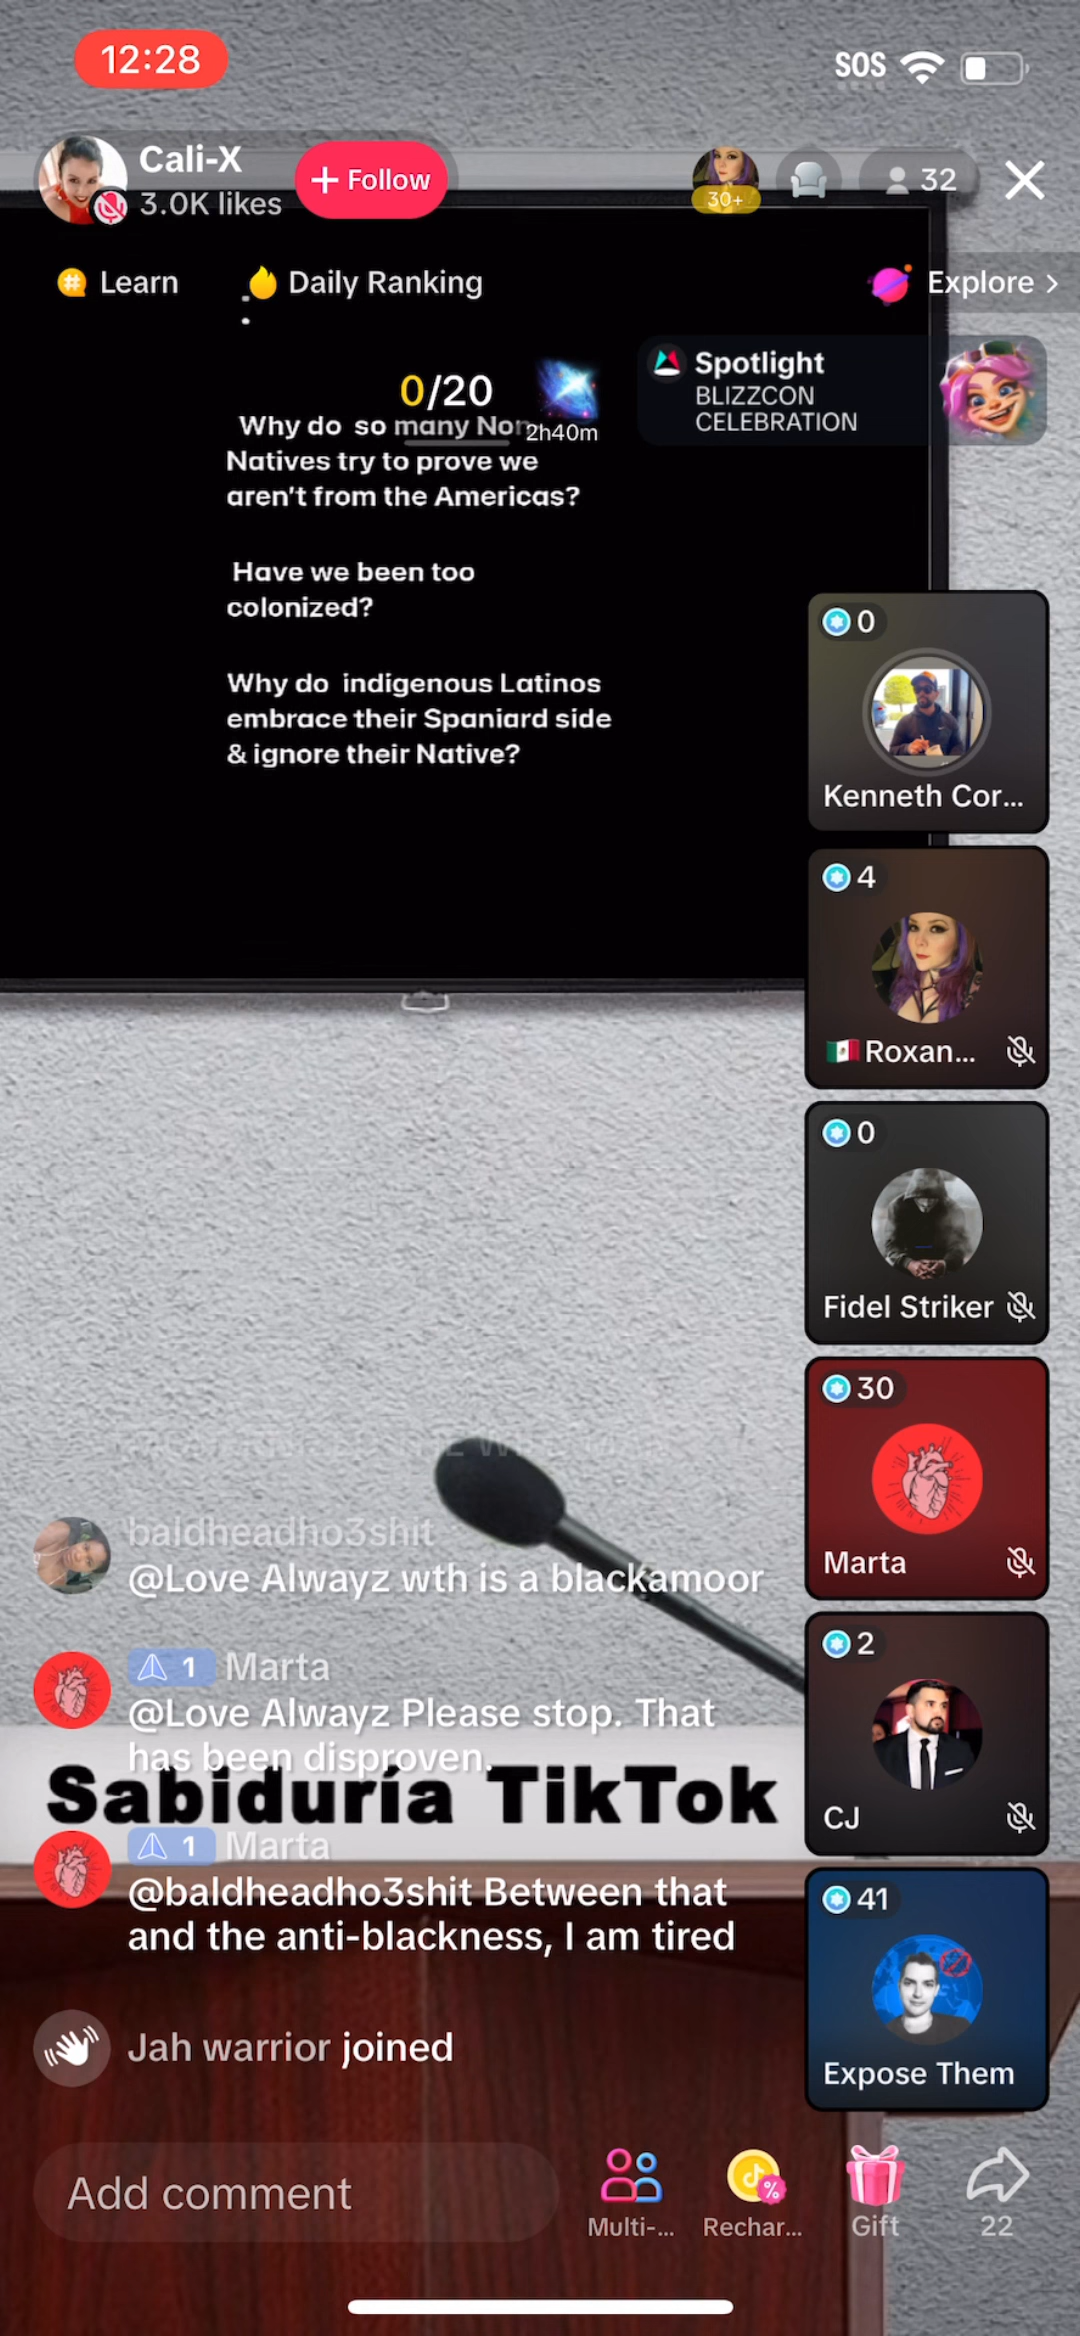 12:28
SOS
Cali-X
3.0K likes
+ Follow
30+
32
Learn
Daily Ranking
Explore >
:
0/20
2h40m
Spotlight
BLIZZCON
CELEBRATION
Why do so many Non
Natives try to prove we
aren't from the Americas?
Have we been too
colonized?
Why do indigenous Latinos
embrace their Spaniard side
& ignore their Native?
0
Kenneth Cor...
4
Roxan...
0
Fidel Striker
30
Marta
2
CJ
41
Expose Them
baldheadho3shit
@Love Alwayz wth is a blackamoor
1 Marta
@Love Alwayz Please stop. That
has been disproven.
Sabiduría TikTok
1 Marta
@baldheadho3shit Between that
and the anti-blackness, I am tired
Jah warrior joined
Add comment
Multi-...
Rechar...
Gift
22